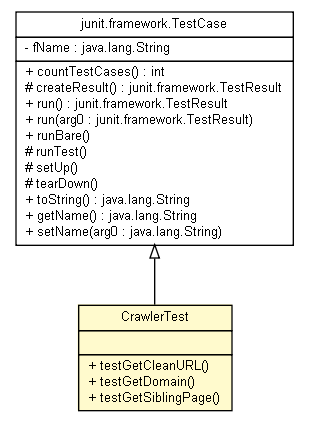 junit.framework.TestCase
- fName : java.lang.String
+ countTestCases() : int
# createResult() : junit.framework.TestResult
+ run() : junit.framework.TestResult
+ run(arg0 : junit.framework.TestResult)
+ runBare()
# runTest()
# setUp()
# tearDown()
+ toString() : java.lang.String
+ getName() : java.lang.String
+ setName(arg0 : java.lang.String)
CrawlerTest
+ testGetCleanURL()
+ testGetDomain()
+ testGetSiblingPage()